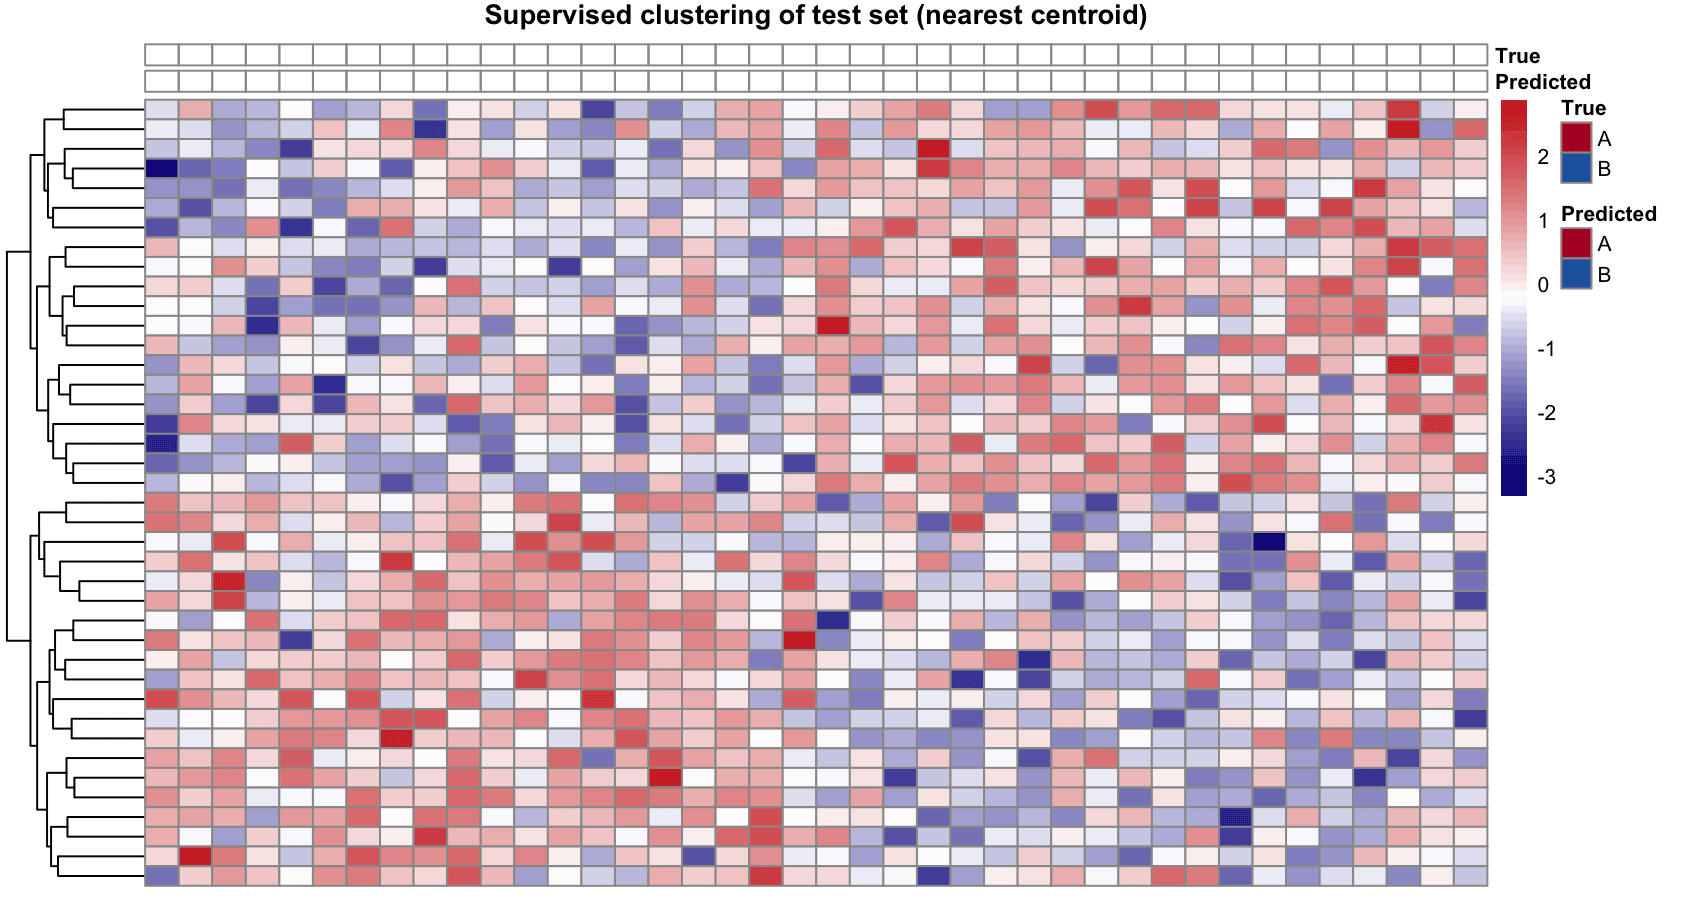 Supervised clustering of test set (nearest centroid)
True
Predicted
True
A
B
Predicted
A
B
2
1
0
-1
-2
-3